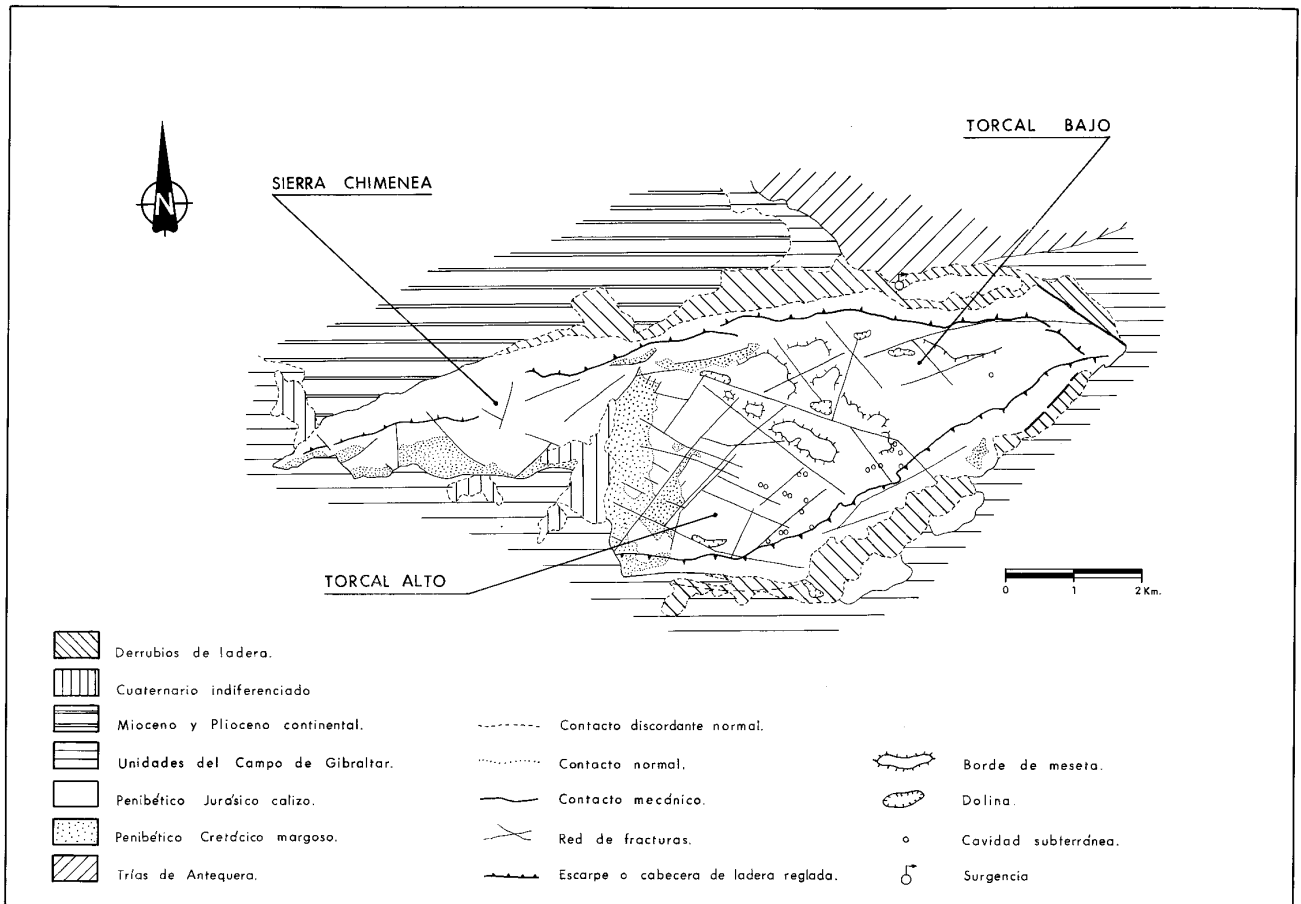 TORCAL BAJO
SIERRA CHIMENEA
N
TORCAL ALTO
0 1 2 Km.
Derrubios de ladera.
Cuaternario indiferenciado
Mioceno y Plioceno continental.
Unidades del Campo de Gibraltar.
Penibético Jurásico calizo.
Penibético Cretácico margoso.
Trías de Antequera.
Contacto discordante normal.
Contacto normal.
Contacto mecánico.
Red de fracturas.
Escarpe o cabecera de ladera reglada.
Borde de meseta.
Dolina.
Cavidad subterránea.
Surgencia